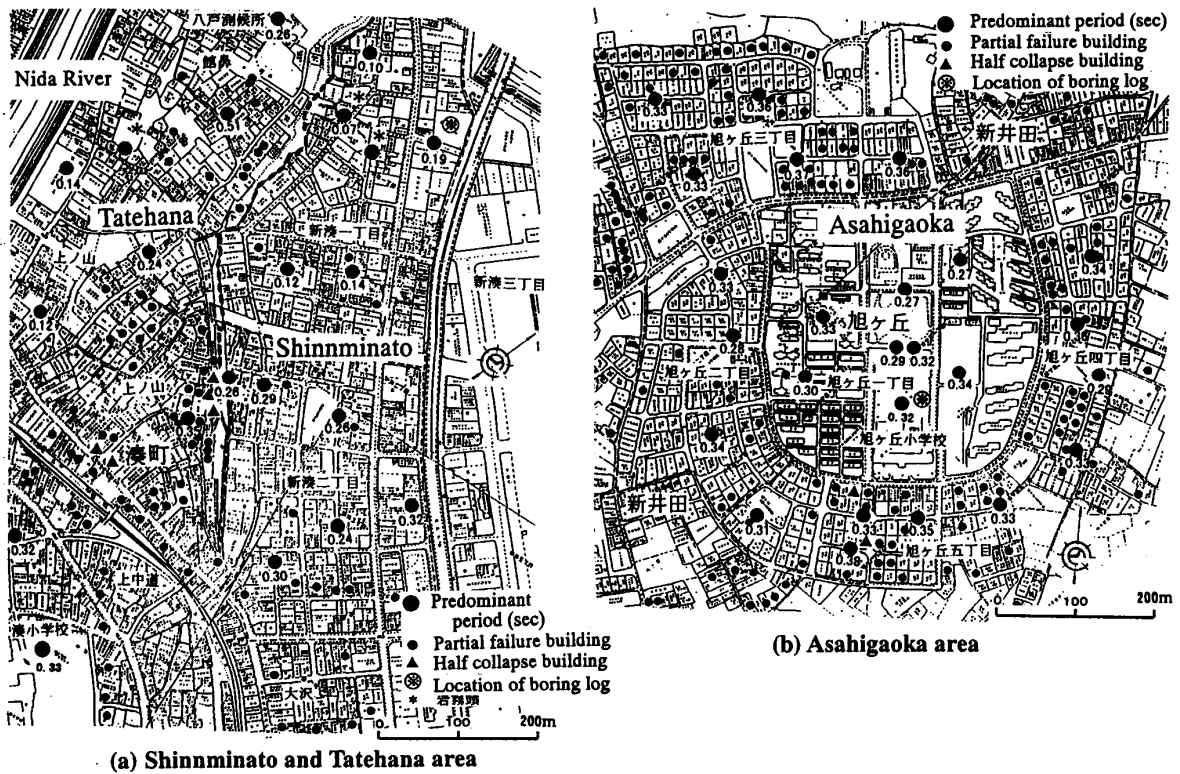 八戸測候所
0.26
館鼻
Nida River
0.10
0.51
0.07
0.19
0.14
Tatehana
新湊一丁目
上ノ山
0.24
0.12
0.14
新湊三丁目
0.12
Shinnminato
上ノ山
0.26
0.29
0.26
湊町
新湊二丁目
0.32
0.24
0.32
0.30
上中道
湊小学校
0.33
大沢
Predominant
period (sec)
Partial failure building
Half collapse building
Location of boring log
岩盤露頭
0
100
200m
(a) Shinnminato and Tatehana area
Predominant period (sec)
Partial failure building
Half collapse building
Location of boring log
0.33
0.36
新井田
旭ヶ丘三丁目
0.36
0.33
Asahigaoka
0.27
0.34
0.33
0.27
0.33
旭ヶ丘
0.29
0.32
旭ヶ丘四丁目
旭ヶ丘二丁目
0.30
旭ヶ丘一丁目
0.34
0.32
旭ヶ丘小学校
0.34
新井田
0.31
0.33
0.35
0.33
旭ヶ丘五丁目
0
100
200m
(b) Asahigaoka area